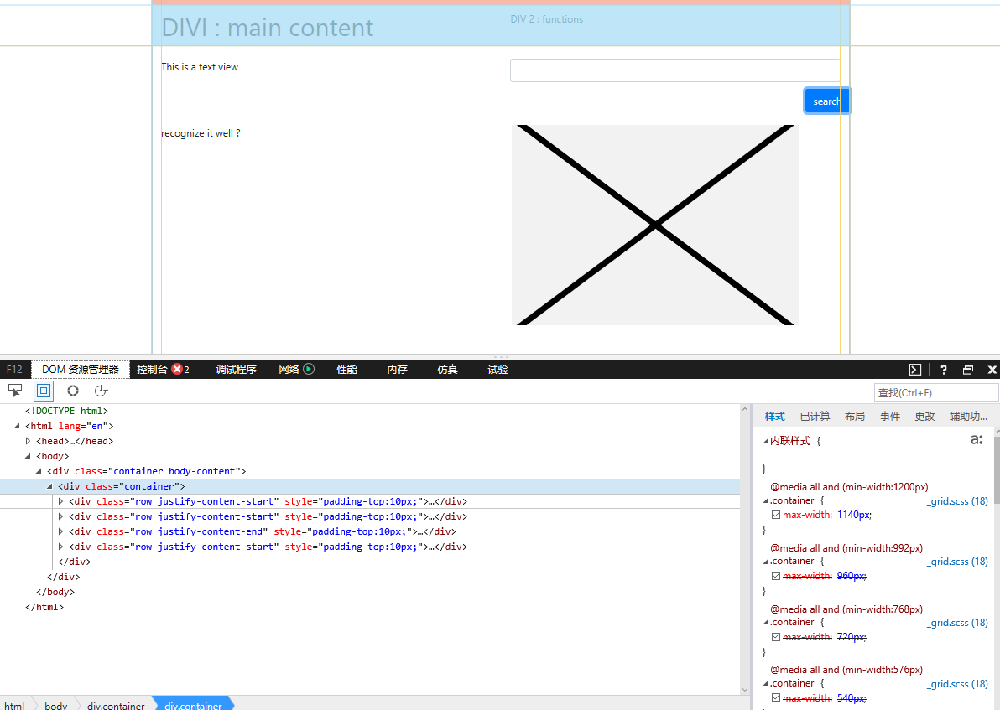 DIVI : main content
DIV 2 : functions
This is a text view
search
recognize it well ?
F12 DOM 资源管理器 控制台 2 调试程序 网络 性能 内存 仿真 试验 ?
查找(Ctrl+F)
<!DOCTYPE html>
<html lang="en">
<head>…</head>
<body>
<div class="container body-content">
<div class="container">
<div class="row justify-content-start" style="padding-top:10px;">…</div>
<div class="row justify-content-start" style="padding-top:10px;">…</div>
<div class="row justify-content-end" style="padding-top:10px;">…</div>
<div class="row justify-content-start" style="padding-top:10px;">…</div>
</div>
</div>
</body>
</html>
html body div.container div.container
样式 已计算 布局 事件 更改 辅助功...
内联样式 { a:
}
@media all and (min-width:1200px)
.container { _grid.scss (18)
max-width: 1140px;
}
@media all and (min-width:992px)
.container { _grid.scss (18)
max-width: 960px;
}
@media all and (min-width:768px)
.container { _grid.scss (18)
max-width: 720px;
}
@media all and (min-width:576px)
.container { _grid.scss (18)
max-width: 540px;